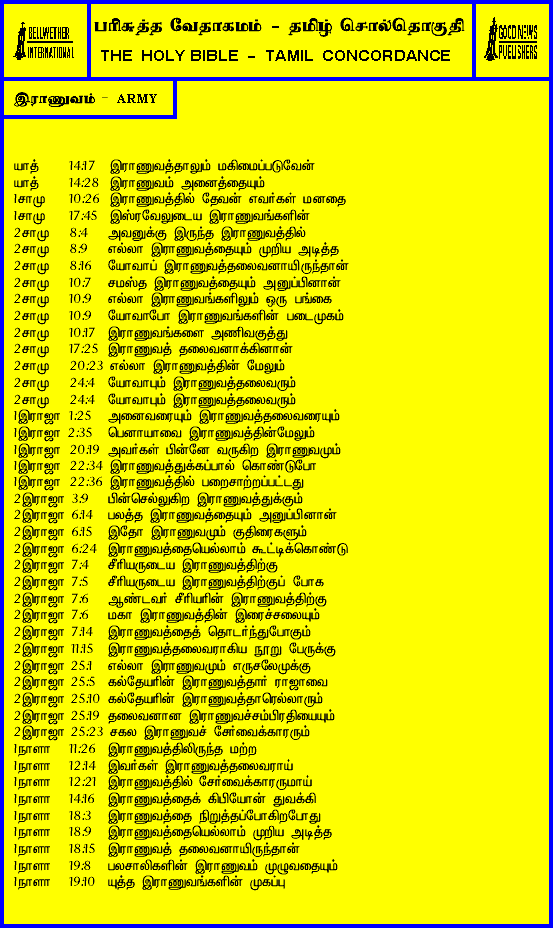 BELLWETHER
INTERNATIONAL
பரிசுத்த வேதாகமம் - தமிழ் சொல்தொகுதி
THE HOLY BIBLE - TAMIL CONCORDANCE
GOOD NEWS
PUBLISHERS
இராணுவம் - ARMY
யாத் 14:17 இராணுவத்தாலும் மகிமைப்படுவேன்
யாத் 14:28 இராணுவம் அனைத்தையும்
1சாமு 10:26 இராணுவத்தில் தேவன் எவர்கள் மனதை
1சாமு 17:45 இஸ்ரவேலுடைய இராணுவங்களின்
2சாமு 8:4 அவனுக்கு இருந்த இராணுவத்தில்
2சாமு 8:9 எல்லா இராணுவத்தையும் முறிய அடித்த
2சாமு 8:16 யோவாப் இராணுவத்தலைவனாயிருந்தான்
2சாமு 10:7 சமஸ்த இராணுவத்தையும் அனுப்பினான்
2சாமு 10:9 எல்லா இராணுவங்களிலும் ஒரு பங்கை
2சாமு 10:9 யோவாபோ இராணுவங்களின் படைமுகம்
2சாமு 10:17 இராணுவங்களை அணிவகுத்து
2சாமு 17:25 இராணுவத் தலைவனாக்கினான்
2சாமு 20:23 எல்லா இராணுவத்தின் மேலும்
2சாமு 24:4 யோவாபும் இராணுவத்தலைவரும்
2சாமு 24:4 யோவாபும் இராணுவத்தலைவரும்
1இராஜா 1:25 அனைவரையும் இராணுவத்தலைவரையும்
1இராஜா 2:35 பெனாயாவை இராணுவத்தின்மேலும்
1இராஜா 20:19 அவர்கள் பின்னே வருகிற இராணுவமும்
1இராஜா 22:34 இராணுவத்துக்கப்பால் கொண்டுபோ
1இராஜா 22:36 இராணுவத்தில் பறைசாற்றப்பட்டது
2இராஜா 3:9 பின்செல்லுகிற இராணுவத்துக்கும்
2இராஜா 6:14 பலத்த இராணுவத்தையும் அனுப்பினான்
2இராஜா 6:15 இதோ இராணுவமும் குதிரைகளும்
2இராஜா 6:24 இராணுவத்தையெல்லாம் கூட்டிக்கொண்டு
2இராஜா 7:4 சீரியருடைய இராணுவத்திற்கு
2இராஜா 7:5 சீரியருடைய இராணுவத்திற்குப் போக
2இராஜா 7:6 ஆண்டவர் சீரியரின் இராணுவத்திற்கு
2இராஜா 7:6 மகா இராணுவத்தின் இரைச்சலையும்
2இராஜா 7:14 இராணுவத்தைத் தொடர்ந்துபோகும்
2இராஜா 11:15 இராணுவத்தலைவராகிய நூறு பேருக்கு
2இராஜா 25:1 எல்லா இராணுவமும் எருசலேமுக்கு
2இராஜா 25:5 கல்தேயரின் இராணுவத்தார் ராஜாவை
2இராஜா 25:10 கல்தேயரின் இராணுவத்தாரெல்லாரும்
2இராஜா 25:19 தலைவனான இராணுவச்சம்பிரதியையும்
2இராஜா 25:23 சகல இராணுவச் சேர்வைக்காரரும்
1நாளா 11:26 இராணுவத்திலிருந்த மற்ற
1நாளா 12:14 இவர்கள் இராணுவத்தலைவராய்
1நாளா 12:21 இராணுவத்தில் சேர்வைக்காரருமாய்
1நாளா 14:16 இராணுவத்தைக் கிபியோன் துவக்கி
1நாளா 18:3 இராணுவத்தை நிறுத்தப்போகிறபோது
1நாளா 18:9 இராணுவத்தையெல்லாம் முறிய அடித்த
1நாளா 18:15 இராணுவத் தலைவனாயிருந்தான்
1நாளா 19:8 பலசாலிகளின் இராணுவம் முழுவதையும்
1நாளா 19:10 யுத்த இராணுவங்களின் முகப்பு